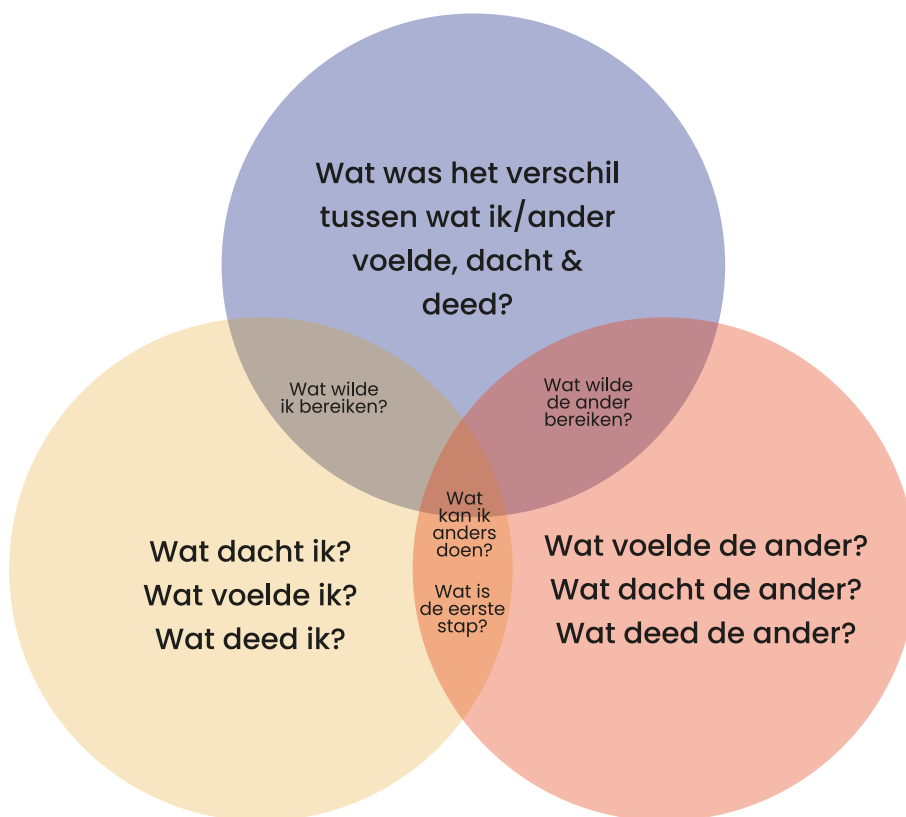 Wat was het verschil
tussen wat ik/ander
voelde, dacht &
deed?
Wat wilde
ik bereiken?
Wat wilde
de ander
bereiken?
Wat
kan ik
anders
doen?
Wat is
de eerste
stap?
Wat dacht ik?
Wat voelde ik?
Wat deed ik?
Wat voelde de ander?
Wat dacht de ander?
Wat deed de ander?